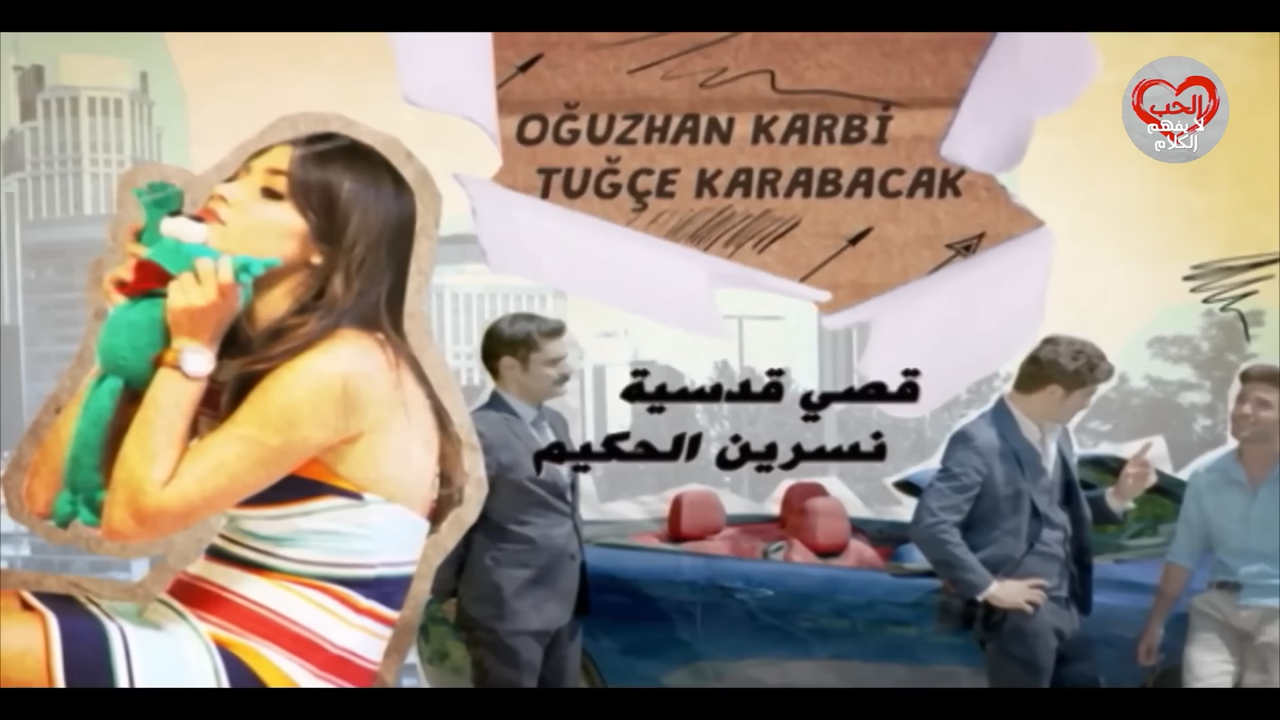 OĞUZHAN KARBİ
TUĞÇE KARABACAK
الحب
لا يفهم
الكلام
قصي قدسية
نسرين الحكيم